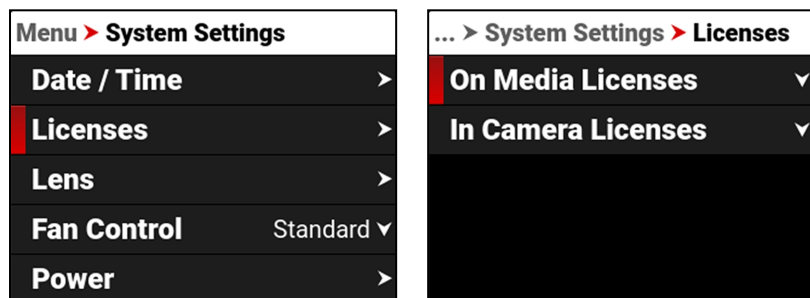 Menu > System Settings
Date / Time
Licenses
Lens
Fan Control Standard
Power
... > System Settings > Licenses
On Media Licenses
In Camera Licenses